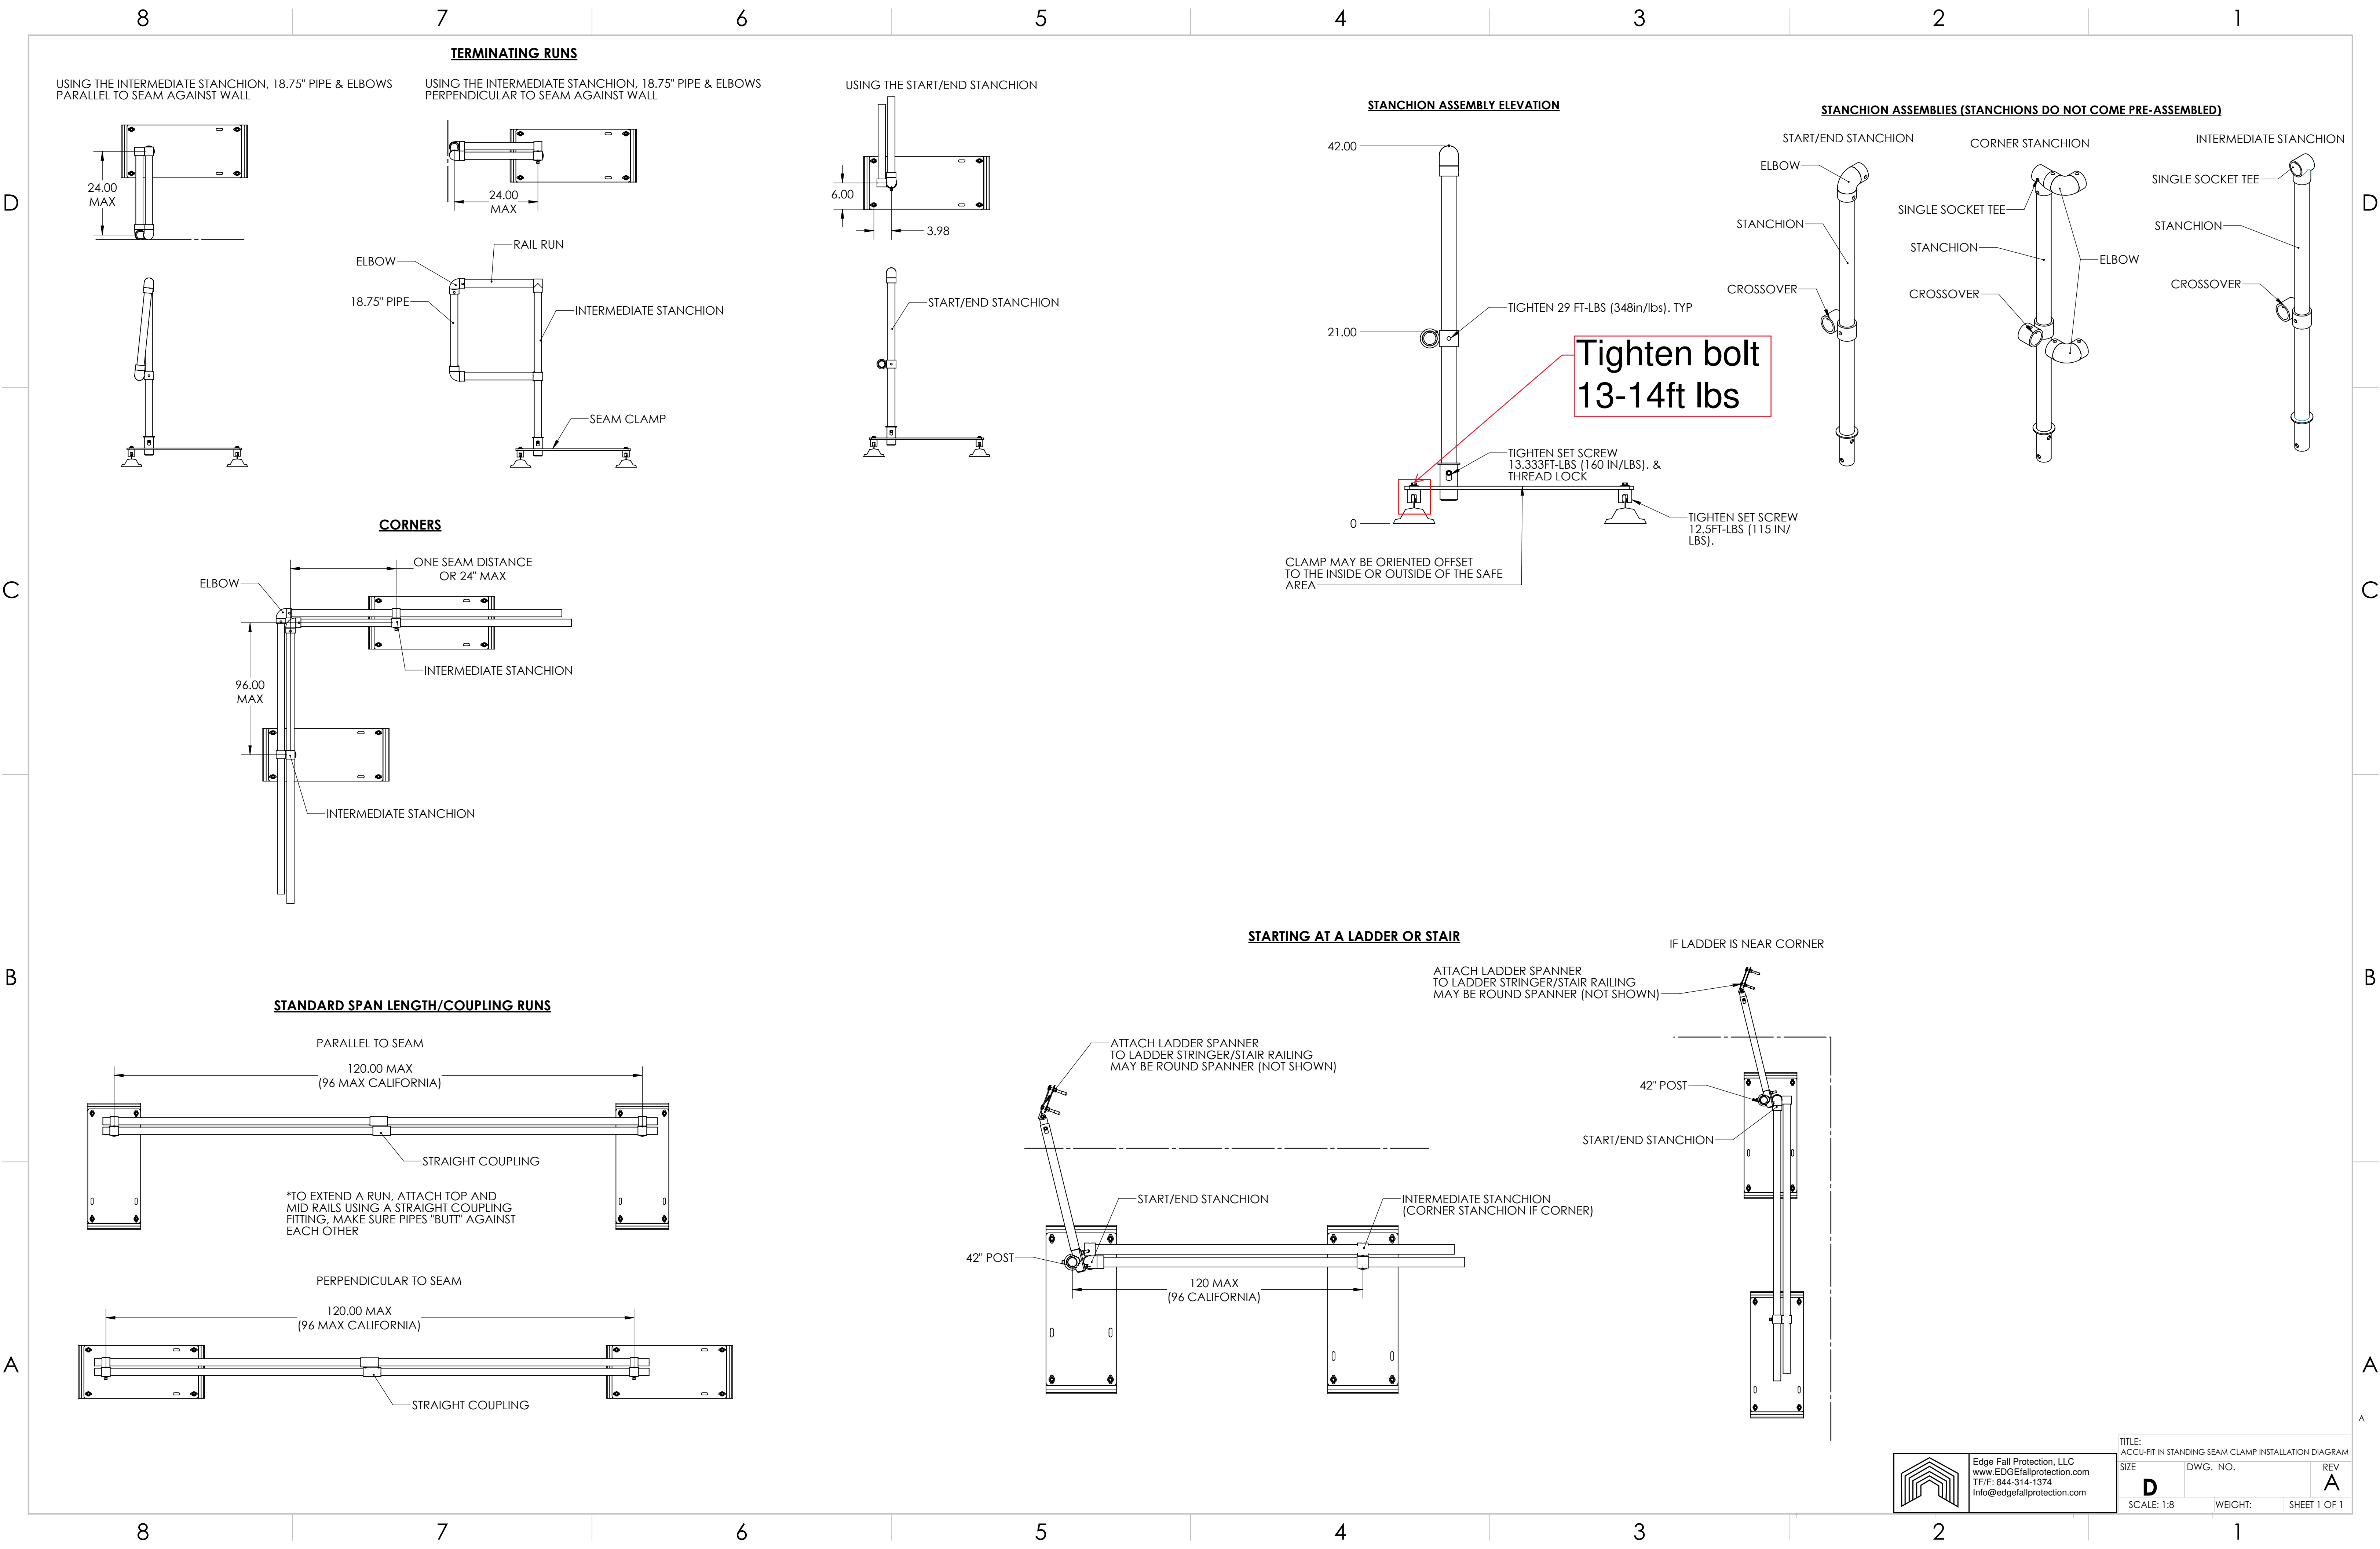 8 7 6 5 4 3 2 1
D
C
B
A
TERMINATING RUNS
USING THE INTERMEDIATE STANCHION, 18.75" PIPE & ELBOWS
PARALLEL TO SEAM AGAINST WALL
24.00
MAX
USING THE INTERMEDIATE STANCHION, 18.75" PIPE & ELBOWS
PERPENDICULAR TO SEAM AGAINST WALL
24.00
MAX
RAIL RUN
ELBOW
18.75" PIPE
INTERMEDIATE STANCHION
SEAM CLAMP
USING THE START/END STANCHION
6.00
3.98
START/END STANCHION
STANCHION ASSEMBLY ELEVATION
42.00
21.00
0
TIGHTEN 29 FT-LBS (348in/lbs). TYP
Tighten bolt
13-14ft lbs
TIGHTEN SET SCREW
13.333FT-LBS (160 IN/LBS). &
THREAD LOCK
TIGHTEN SET SCREW
12.5FT-LBS (115 IN/
LBS).
CLAMP MAY BE ORIENTED OFFSET
TO THE INSIDE OR OUTSIDE OF THE SAFE
AREA
STANCHION ASSEMBLIES (STANCHIONS DO NOT COME PRE-ASSEMBLED)
START/END STANCHION
ELBOW
STANCHION
CROSSOVER
CORNER STANCHION
SINGLE SOCKET TEE
STANCHION
ELBOW
CROSSOVER
INTERMEDIATE STANCHION
SINGLE SOCKET TEE
STANCHION
CROSSOVER
CORNERS
ONE SEAM DISTANCE
OR 24" MAX
ELBOW
INTERMEDIATE STANCHION
96.00
MAX
INTERMEDIATE STANCHION
STANDARD SPAN LENGTH/COUPLING RUNS
PARALLEL TO SEAM
120.00 MAX
(96 MAX CALIFORNIA)
STRAIGHT COUPLING
*TO EXTEND A RUN, ATTACH TOP AND
MID RAILS USING A STRAIGHT COUPLING
FITTING, MAKE SURE PIPES "BUTT" AGAINST
EACH OTHER
PERPENDICULAR TO SEAM
120.00 MAX
(96 MAX CALIFORNIA)
STRAIGHT COUPLING
STARTING AT A LADDER OR STAIR
ATTACH LADDER SPANNER
TO LADDER STRINGER/STAIR RAILING
MAY BE ROUND SPANNER (NOT SHOWN)
START/END STANCHION
INTERMEDIATE STANCHION
(CORNER STANCHION IF CORNER)
42" POST
120 MAX
(96 CALIFORNIA)
IF LADDER IS NEAR CORNER
ATTACH LADDER SPANNER
TO LADDER STRINGER/STAIR RAILING
MAY BE ROUND SPANNER (NOT SHOWN)
42" POST
START/END STANCHION
D
C
B
A
A
Edge Fall Protection, LLC
www.EDGEfallprotection.com
TF/F: 844-314-1374
Info@edgefallprotection.com
TITLE:
ACCU-FIT IN STANDING SEAM CLAMP INSTALLATION DIAGRAM
SIZE DWG. NO. REV
D A
SCALE: 1:8 WEIGHT: SHEET 1 OF 1
8 7 6 5 4 3 2 1